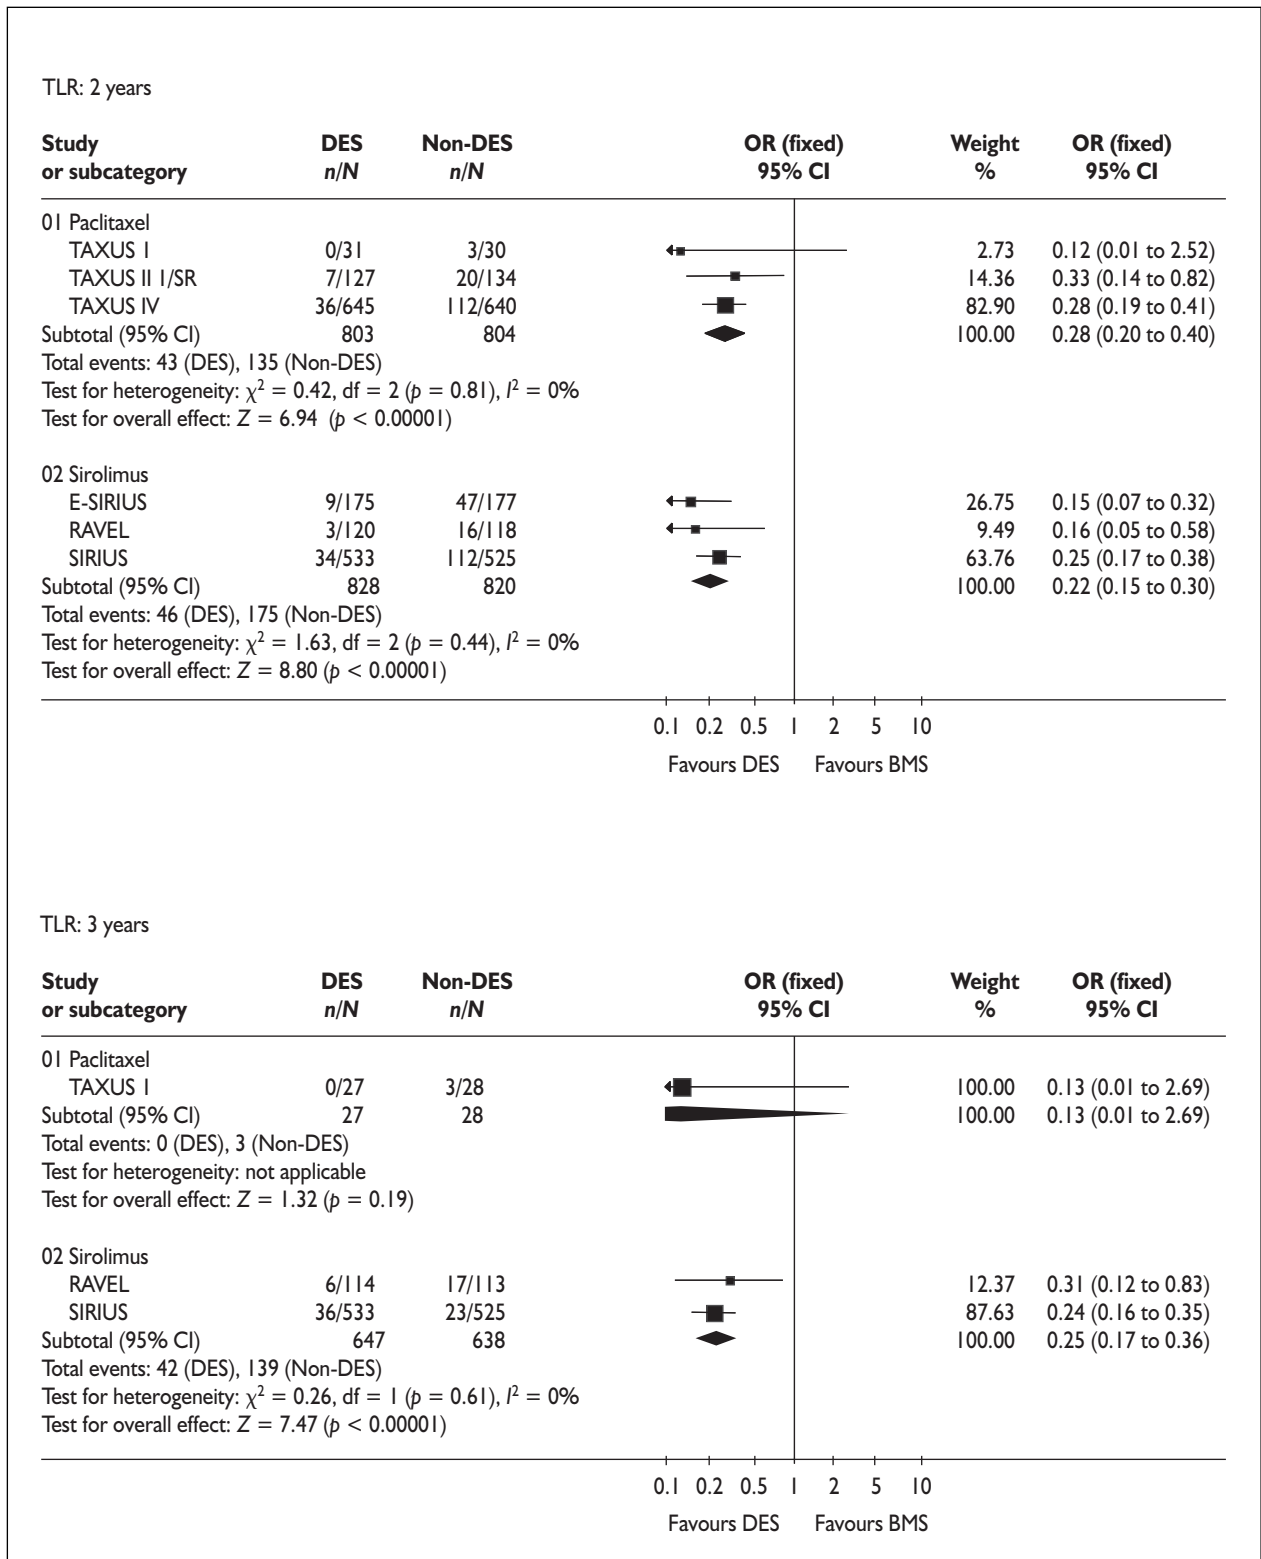 TLR: 2 years
Study DES Non-DES OR (fixed) Weight OR (fixed)
or subcategory n/N n/N 95% CI % 95% CI
01 Paclitaxel
TAXUS I 0/31 3/30 2.73 0.12 (0.01 to 2.52)
TAXUS II 1/SR 7/127 20/134 14.36 0.33 (0.14 to 0.82)
TAXUS IV 36/645 112/640 82.90 0.28 (0.19 to 0.41)
Subtotal (95% CI) 803 804 100.00 0.28 (0.20 to 0.40)
Total events: 43 (DES), 135 (Non-DES)
Test for heterogeneity: χ² = 0.42, df = 2 (p = 0.81), I² = 0%
Test for overall effect: Z = 6.94 (p < 0.00001)
02 Sirolimus
E-SIRIUS 9/175 47/177 26.75 0.15 (0.07 to 0.32)
RAVEL 3/120 16/118 9.49 0.16 (0.05 to 0.58)
SIRIUS 34/533 112/525 63.76 0.25 (0.17 to 0.38)
Subtotal (95% CI) 828 820 100.00 0.22 (0.15 to 0.30)
Total events: 46 (DES), 175 (Non-DES)
Test for heterogeneity: χ² = 1.63, df = 2 (p = 0.44), I² = 0%
Test for overall effect: Z = 8.80 (p < 0.00001)
0.1 0.2 0.5 1 2 5 10
Favours DES Favours BMS
TLR: 3 years
Study DES Non-DES OR (fixed) Weight OR (fixed)
or subcategory n/N n/N 95% CI % 95% CI
01 Paclitaxel
TAXUS I 0/27 3/28 100.00 0.13 (0.01 to 2.69)
Subtotal (95% CI) 27 28 100.00 0.13 (0.01 to 2.69)
Total events: 0 (DES), 3 (Non-DES)
Test for heterogeneity: not applicable
Test for overall effect: Z = 1.32 (p = 0.19)
02 Sirolimus
RAVEL 6/114 17/113 12.37 0.31 (0.12 to 0.83)
SIRIUS 36/533 23/525 87.63 0.24 (0.16 to 0.35)
Subtotal (95% CI) 647 638 100.00 0.25 (0.17 to 0.36)
Total events: 42 (DES), 139 (Non-DES)
Test for heterogeneity: χ² = 0.26, df = 1 (p = 0.61), I² = 0%
Test for overall effect: Z = 7.47 (p < 0.00001)
0.1 0.2 0.5 1 2 5 10
Favours DES Favours BMS